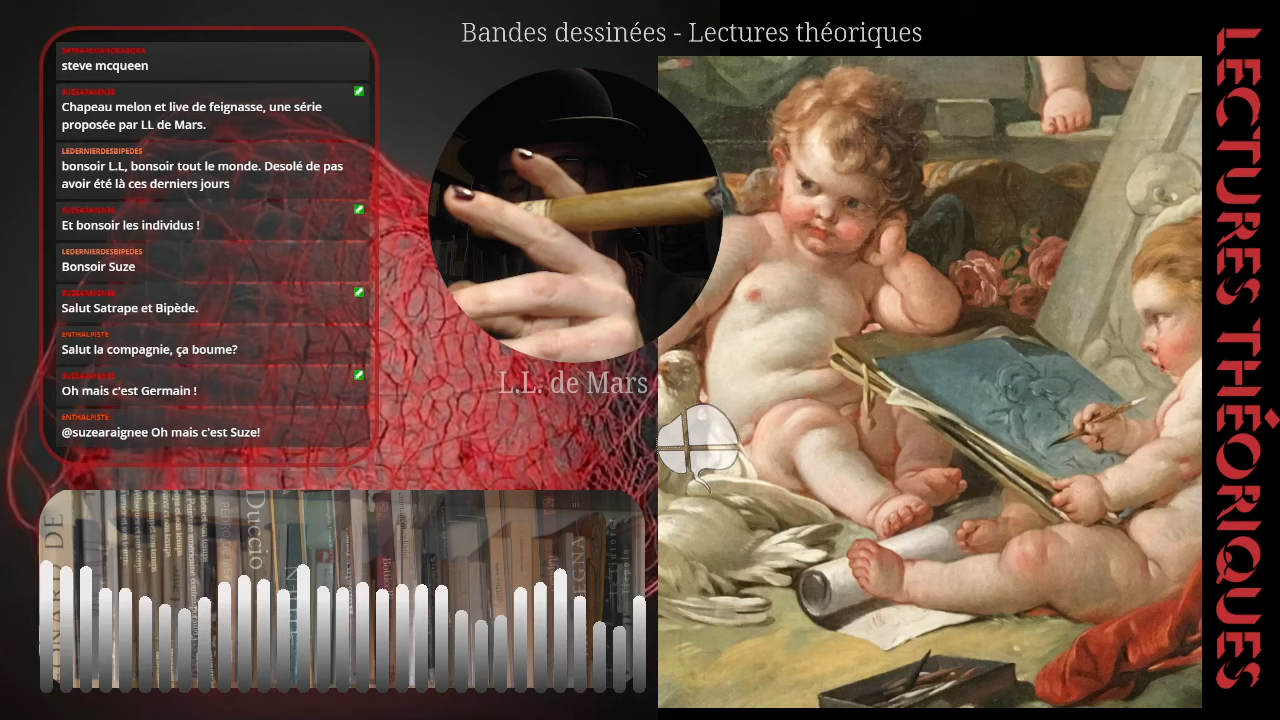 Bandes dessinées - Lectures théoriques
steve mcqueen
SUZEARAIGNEE
Chapeau melon et live de feignasse, une série
proposée par LL de Mars.
LEDERNIERDESBIPEDES
bonsoir L.L, bonsoir tout le monde. Desolé de pas
avoir été là ces derniers jours
SUZEARAIGNEE
Et bonsoir les individus !
LEDERNIERDESBIPEDES
Bonsoir Suze
SUZEARAIGNEE
Salut Satrape et Bipède.
ENTHALPISTE
Salut la compagnie, ça boume?
SUZEARAIGNEE
Oh mais c'est Germain !
ENTHALPISTE
@suzearaignee Oh mais c'est Suze!
L.L. de Mars
Duccio
LECTURES THÉORIQUES